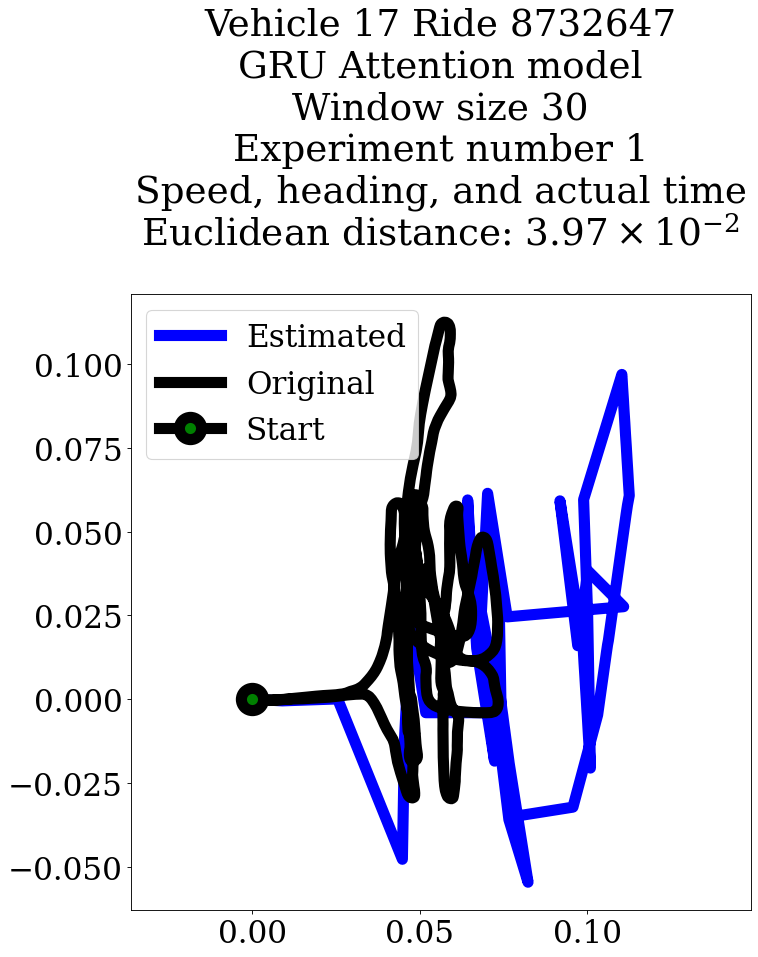 Vehicle 17 Ride 8732647
GRU Attention model
Window size 30
Experiment number 1
Speed, heading, and actual time
Euclidean distance: 3.97 × 10⁻²
Estimated
Original
Start
0.100
0.075
0.050
0.025
0.000
−0.025
−0.050
0.00 0.05 0.10